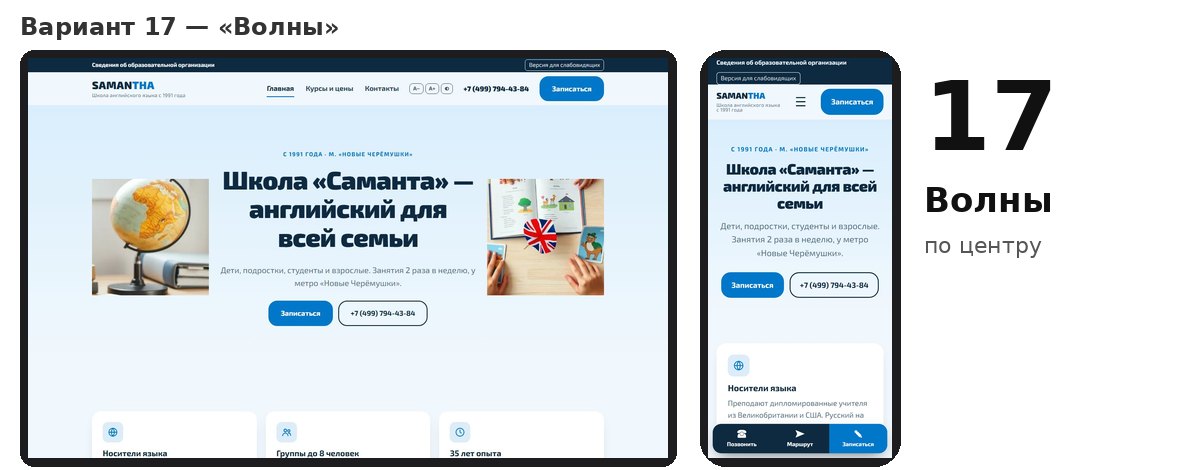 Вариант 17 — «Волны»
Сведения об образовательной организации
Версия для слабовидящих
SAMANTHA
Школа английского языка с 1991 года
Главная
Курсы и цены
Контакты
A−
A+
+7 (499) 794-43-84
Записаться
С 1991 ГОДА · М. «НОВЫЕ ЧЕРЁМУШКИ»
Школа «Саманта» —
английский для
всей семьи
Дети, подростки, студенты и взрослые. Занятия 2 раза в неделю, у
метро «Новые Черёмушки».
Записаться
+7 (499) 794-43-84
Носители языка
Группы до 8 человек
35 лет опыта
Сведения об образовательной организации
Версия для слабовидящих
SAMANTHA
Школа английского языка
с 1991 года
Записаться
С 1991 ГОДА · М. «НОВЫЕ ЧЕРЁМУШКИ»
Школа «Саманта» —
английский для всей
семьи
Дети, подростки, студенты и взрослые.
Занятия 2 раза в неделю, у метро
«Новые Черёмушки».
Записаться
+7 (499) 794-43-84
Носители языка
Преподают дипломированные учителя
из Великобритании и США. Русский на
Позвонить
Маршрут
Записаться
17
Волны
по центру